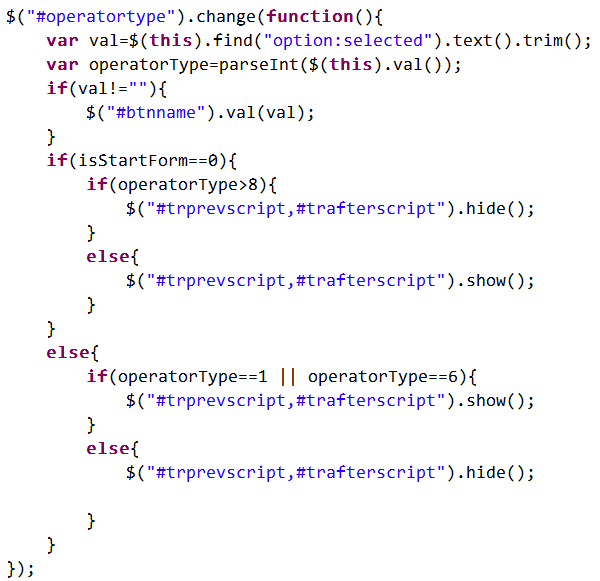 $("#operatortype").change(function(){
    var val=$(this).find("option:selected").text().trim();
    var operatorType=parseInt($(this).val());
    if(val!=""){
        $("#btnname").val(val);
    }
    if(isStartForm==0){
        if(operatorType>8){
            $("#trprevscript,#trafterscript").hide();
        }
        else{
            $("#trprevscript,#trafterscript").show();
        }
    }
    else{
        if(operatorType==1 || operatorType==6){
            $("#trprevscript,#trafterscript").show();
        }
        else{
            $("#trprevscript,#trafterscript").hide();

        }
    }
});